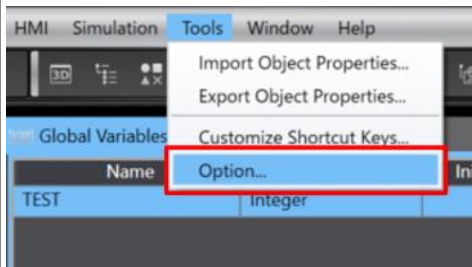 HMI Simulation Tools Window Help
3D
Import Object Properties...
Export Object Properties...
Customize Shortcut Keys...
Option...
Global Variables
Name
TEST Integer